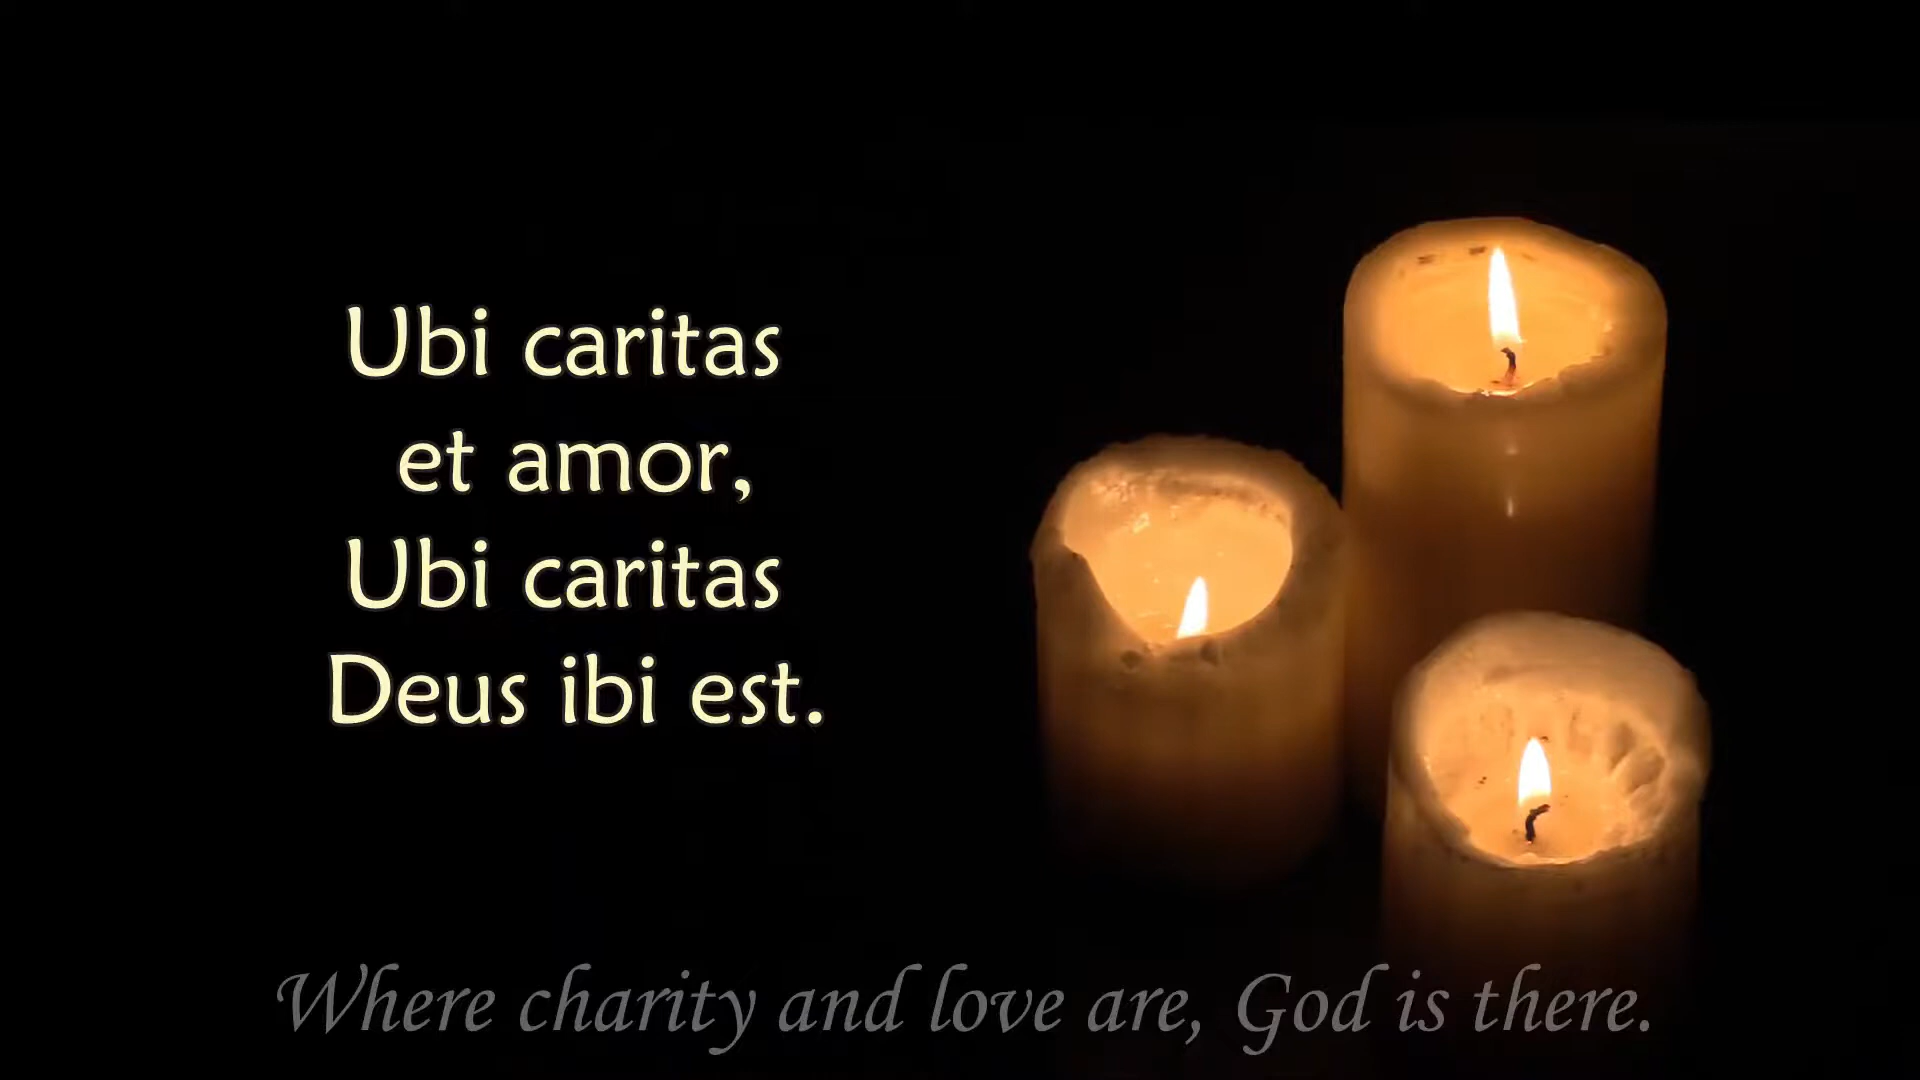 Ubi caritas
et amor,
Ubi caritas
Deus ibi est.
Where charity and love are, God is there.